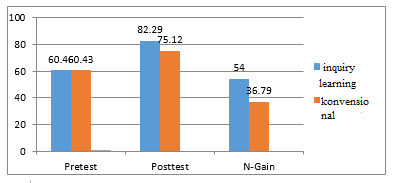 100
80
60
40
20
0
60.4
60.43
82.29
75.12
54
36.79
Pretest
Posttest
N-Gain
inquiry
learning
konvensio
nal